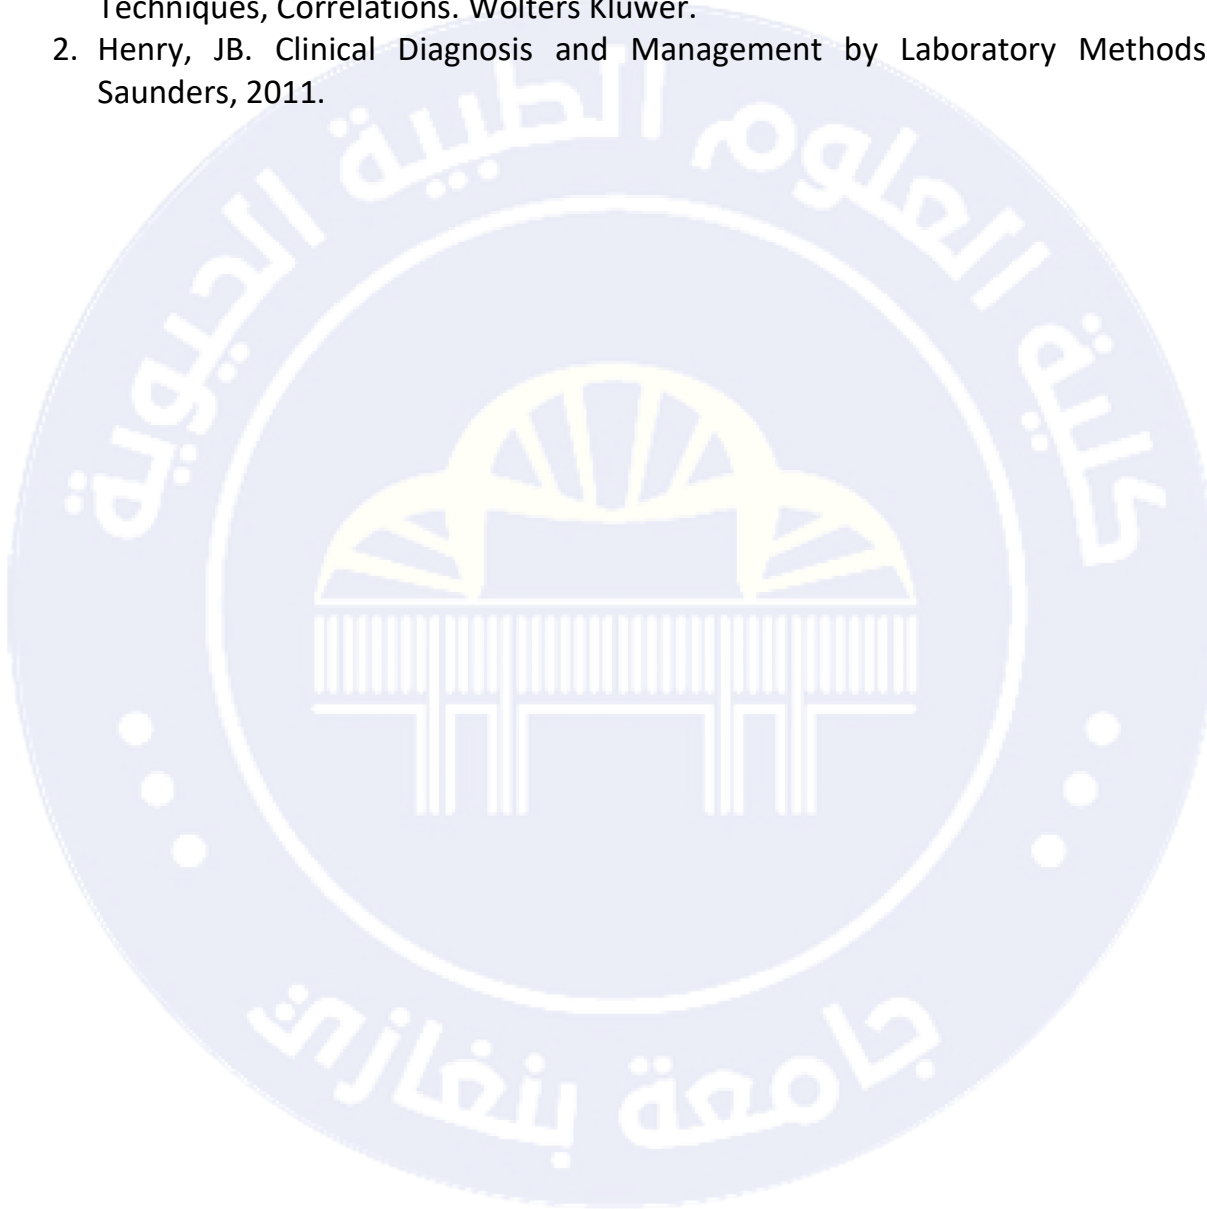 Techniques, Correlations. Wolters Kluwer.
2. Henry, JB. Clinical Diagnosis and Management by Laboratory Methods
Saunders, 2011.
كلية العلوم الطبية الحيوية
جامعة بنغازي